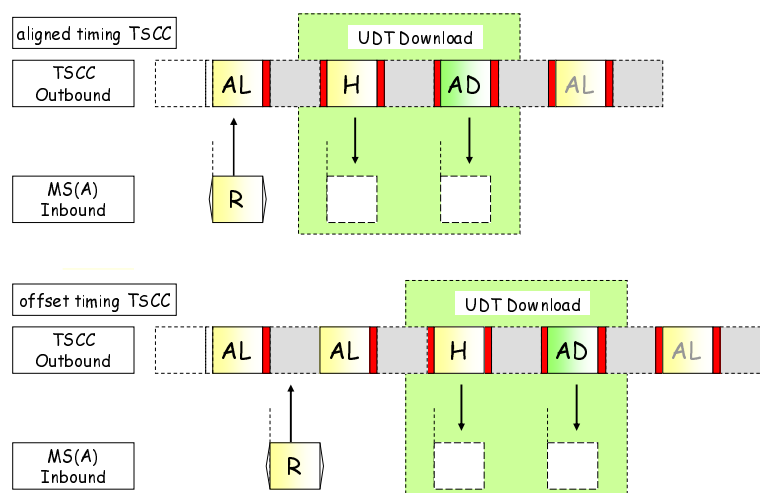 aligned timing TSCC
UDT Download
TSCC
Outbound
AL
H
AD
AL
MS(A)
Inbound
R
offset timing TSCC
UDT Download
TSCC
Outbound
AL
AL
H
AD
AL
MS(A)
Inbound
R